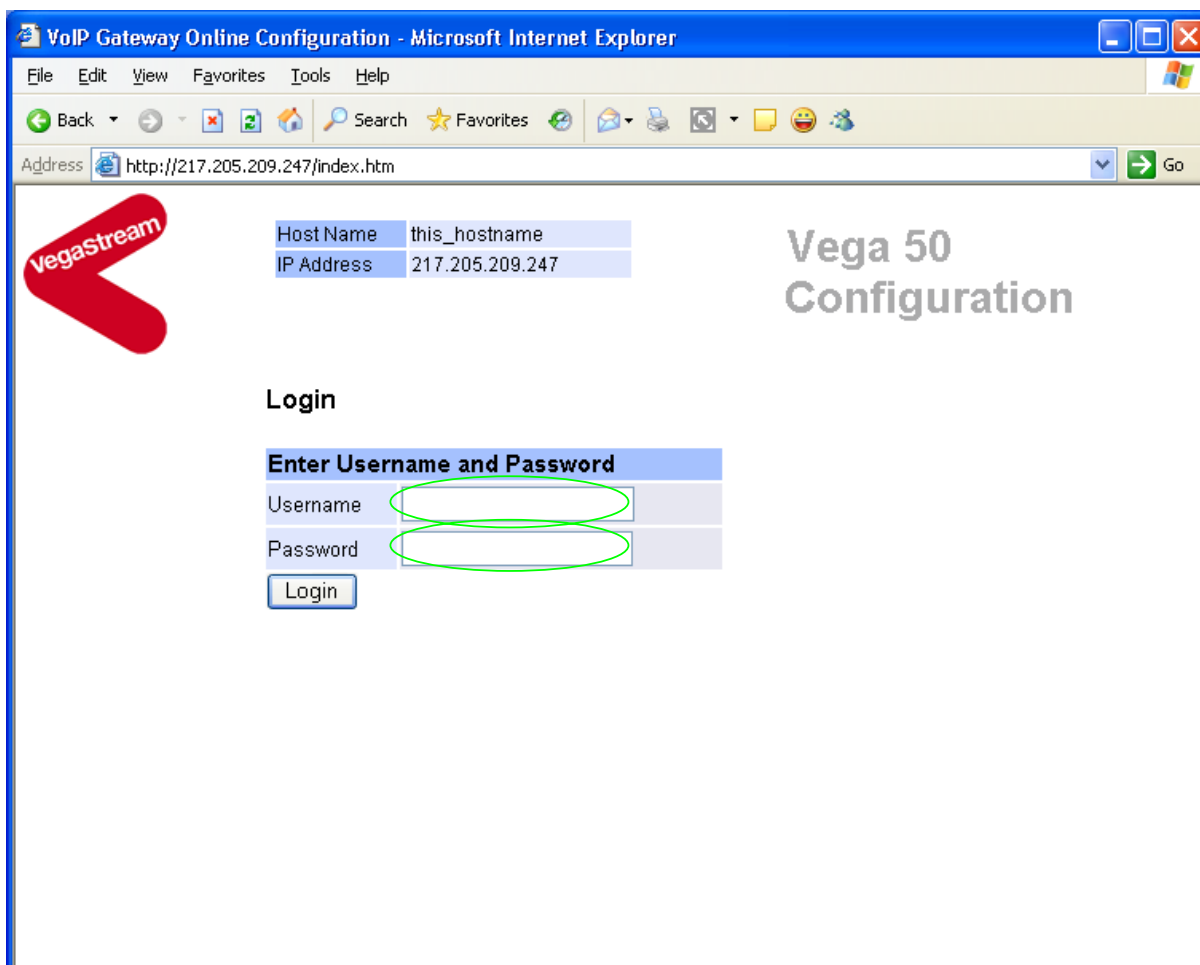 VoIP Gateway Online Configuration - Microsoft Internet Explorer
File Edit View Favorites Tools Help
Back Search Favorites
Address http://217.205.209.247/index.htm Go
vegastream
Host Name this_hostname
IP Address 217.205.209.247
Vega 50
Configuration
Login
Enter Username and Password
Username
Password
Login